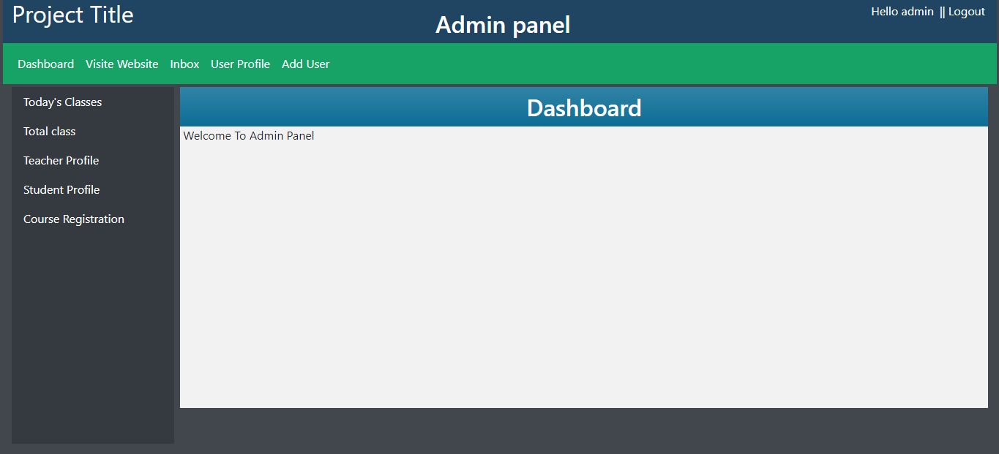 Project Title
Admin panel
Hello admin || Logout
Dashboard Visite Website Inbox User Profile Add User
Today's Classes
Total class
Teacher Profile
Student Profile
Course Registration
Dashboard
Welcome To Admin Panel